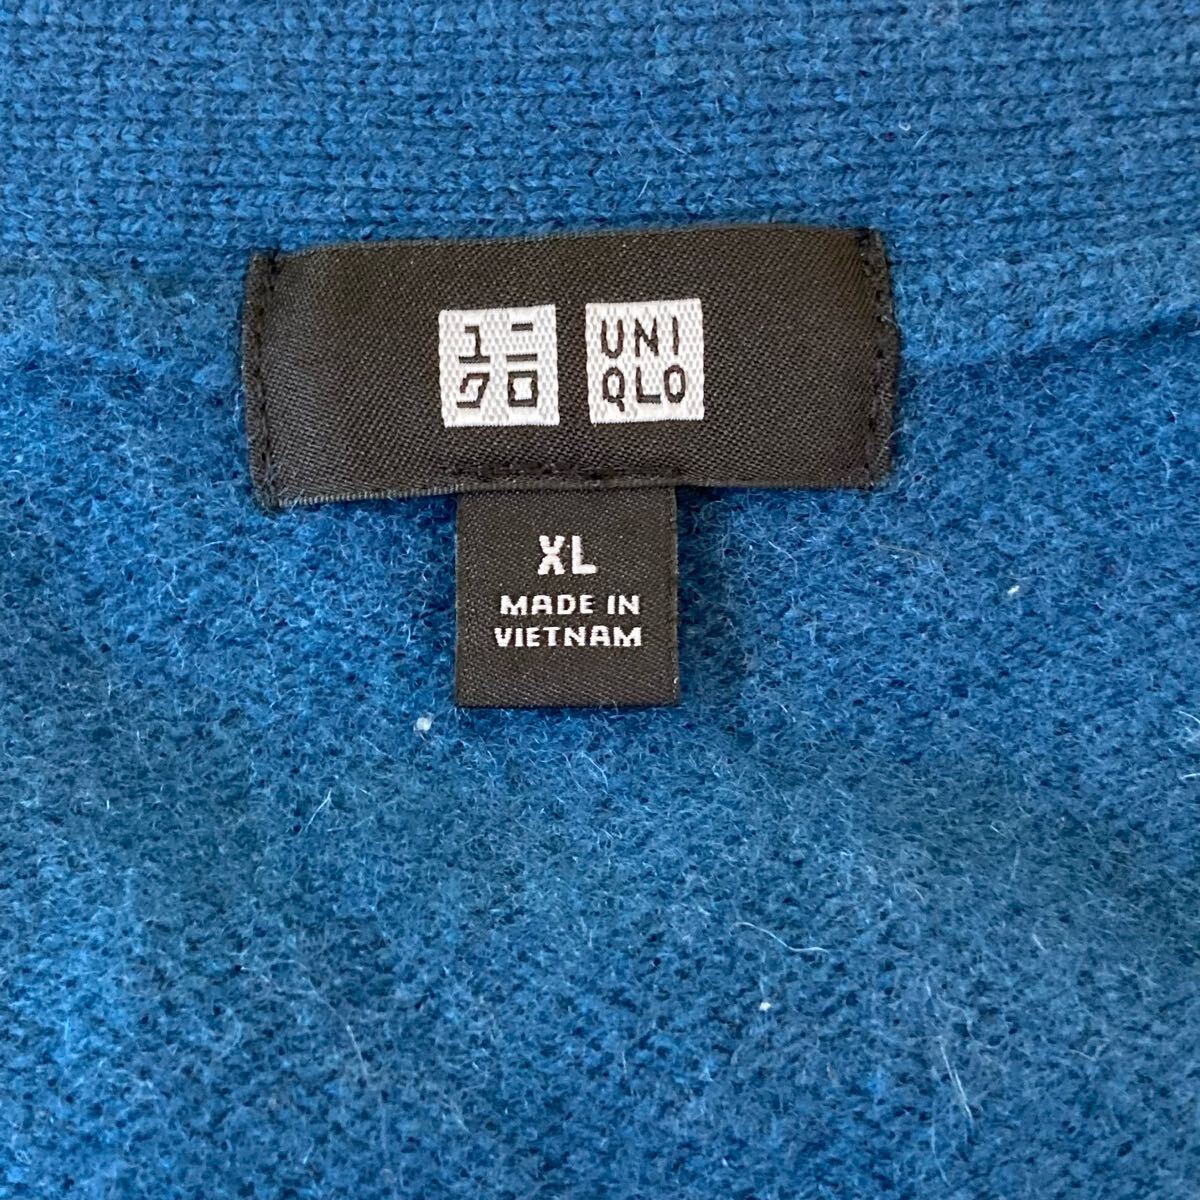 ユニ
クロ
UNI
QLO
XL
MADE IN
VIETNAM